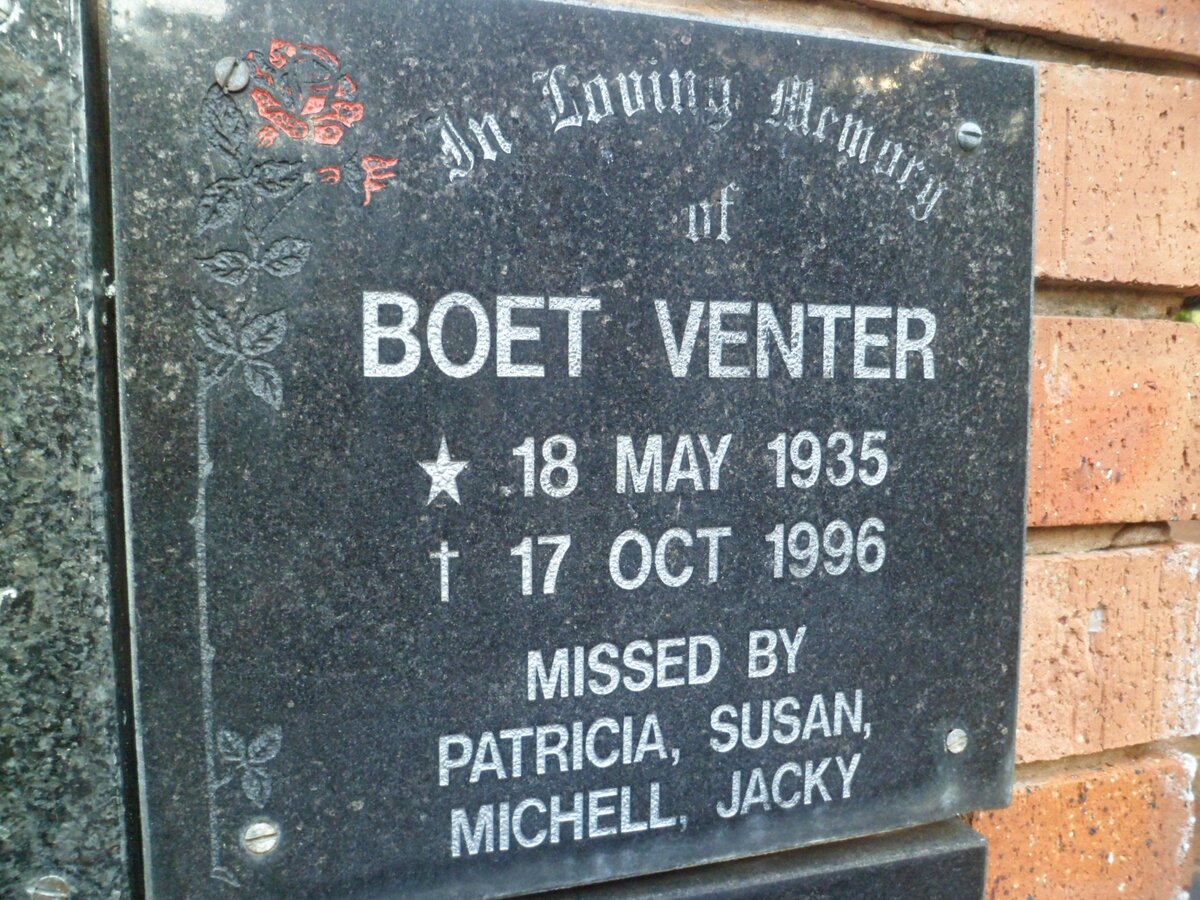 In Loving Memory
of
BOET VENTER
★ 18 MAY 1935
† 17 OCT 1996
MISSED BY
PATRICIA, SUSAN,
MICHELL, JACKY